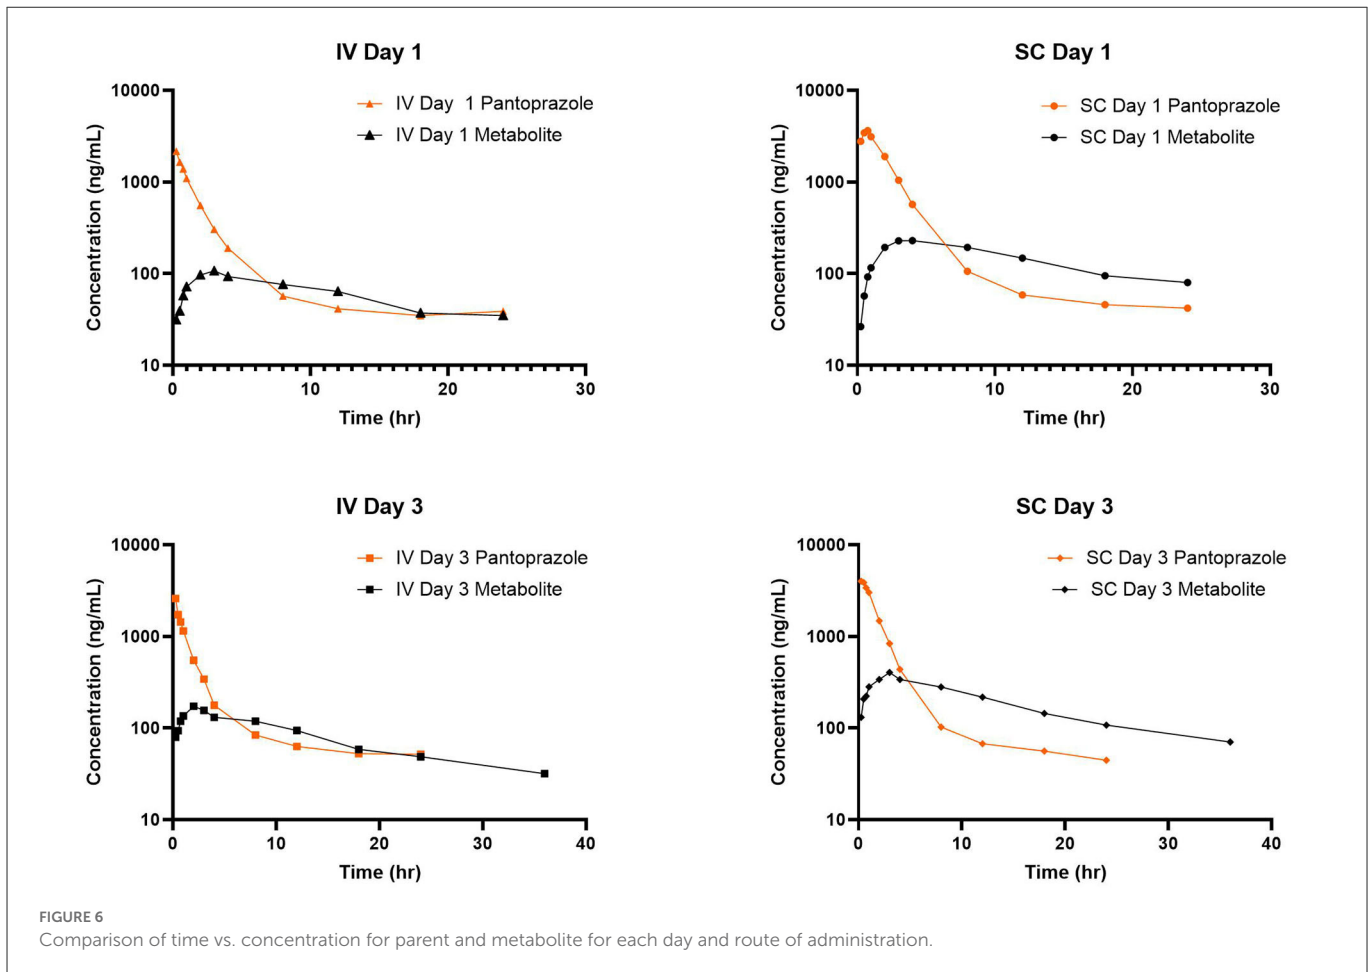 IV Day 1
IV Day 1 Pantoprazole
IV Day 1 Metabolite
10000
1000
100
10
Concentration (ng/mL)
0
10
20
30
Time (hr)
SC Day 1
SC Day 1 Pantoprazole
SC Day 1 Metabolite
10000
1000
100
10
Concentration (ng/mL)
0
10
20
30
Time (hr)
IV Day 3
IV Day 3 Pantoprazole
IV Day 3 Metabolite
10000
1000
100
10
Concentration (ng/mL)
0
10
20
30
40
Time (hr)
SC Day 3
SC Day 3 Pantoprazole
SC Day 3 Metabolite
10000
1000
100
10
Concentration (ng/mL)
0
10
20
30
40
Time (hr)
FIGURE 6
Comparison of time vs. concentration for parent and metabolite for each day and route of administration.